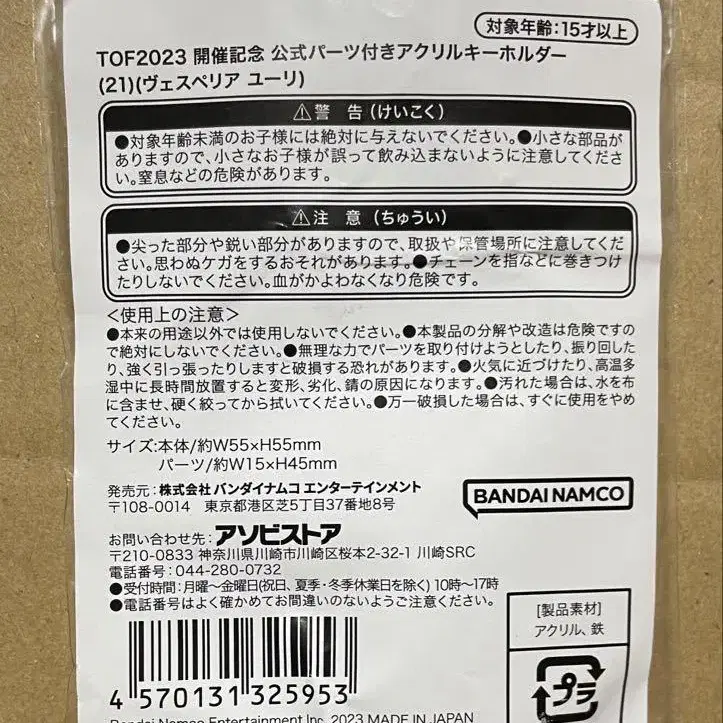 対象年齢:15才以上
TOF2023 開催記念 公式パーツ付きアクリルキーホルダー
(21)(ヴェスペリア ユーリ)
⚠警 告(けいこく)
●対象年齢未満のお子様には絶対に与えないでください。●小さな部品が
ありますので、小さなお子様が誤って飲み込まないように注意してくださ
い。窒息などの危険があります。
⚠注 意(ちゅうい)
●尖った部分や鋭い部分がありますので、取扱や保管場所に注意してくだ
さい。思わぬケガをするおそれがあります。●チェーンを指などに巻きつけ
たりしないでください。血がかよわなくなり危険です。
<使用上の注意>
●本来の用途以外では使用しないでください。●本製品の分解や改造は危険ですの
で絶対にしないでください。●無理な力でパーツを取り付けようとしたり、振り回した
り、強く引っ張ったりしますと破損する恐れがあります。●火気に近づけたり、高温多
湿中に長時間放置すると変形、劣化、錆の原因になります。●汚れた場合は、水を布
に含ませ、硬く絞ってから拭いてください。●万一破損した場合は、すぐに使用をやめ
てください。
サイズ:本体/約W55×H55mm
パーツ/約W15×H45mm
発売元:株式会社 バンダイナムコ エンターテインメント
〒108-0014 東京都港区芝5丁目37番地8号
BANDAI NAMCO
お問い合わせ先:アソビストア
〒210-0833 神奈川県川崎市川崎区桜本2-32-1 川崎SRC
電話番号:044-280-0732
●受付時間:月曜〜金曜日(祝日、夏季・冬季休業日を除く) 10時〜17時
●電話番号はよく確かめてお間違いのないようご注意ください。
[製品素材]
アクリル、鉄
プラ
4 570131 325953
Bandai Namco Entertainment Inc. 2023 MADE IN JAPAN